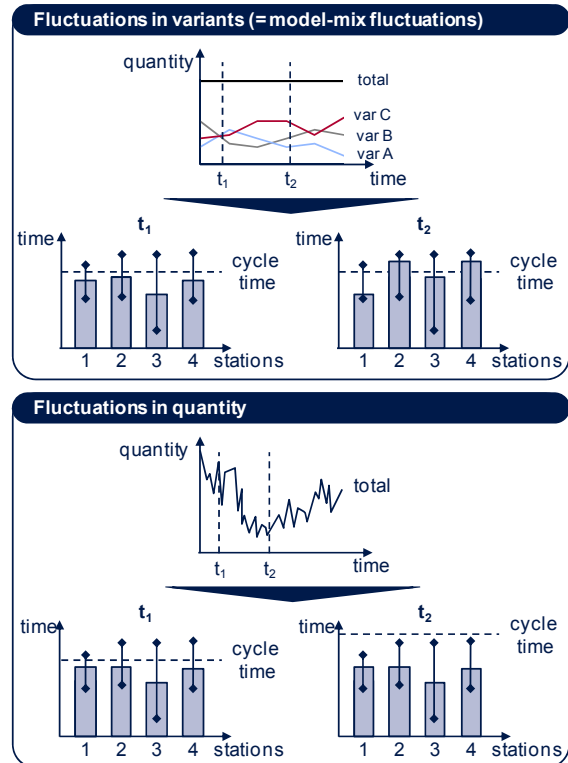 Fluctuations in variants (= model-mix fluctuations)
quantity
total
var C
var B
var A
t1
t2
time
t1
t2
time
cycle
time
1 2 3 4 stations
time
cycle
time
1 2 3 4 stations
Fluctuations in quantity
quantity
total
t1
t2
time
t1
t2
time
cycle
time
1 2 3 4 stations
time
cycle
time
1 2 3 4 stations